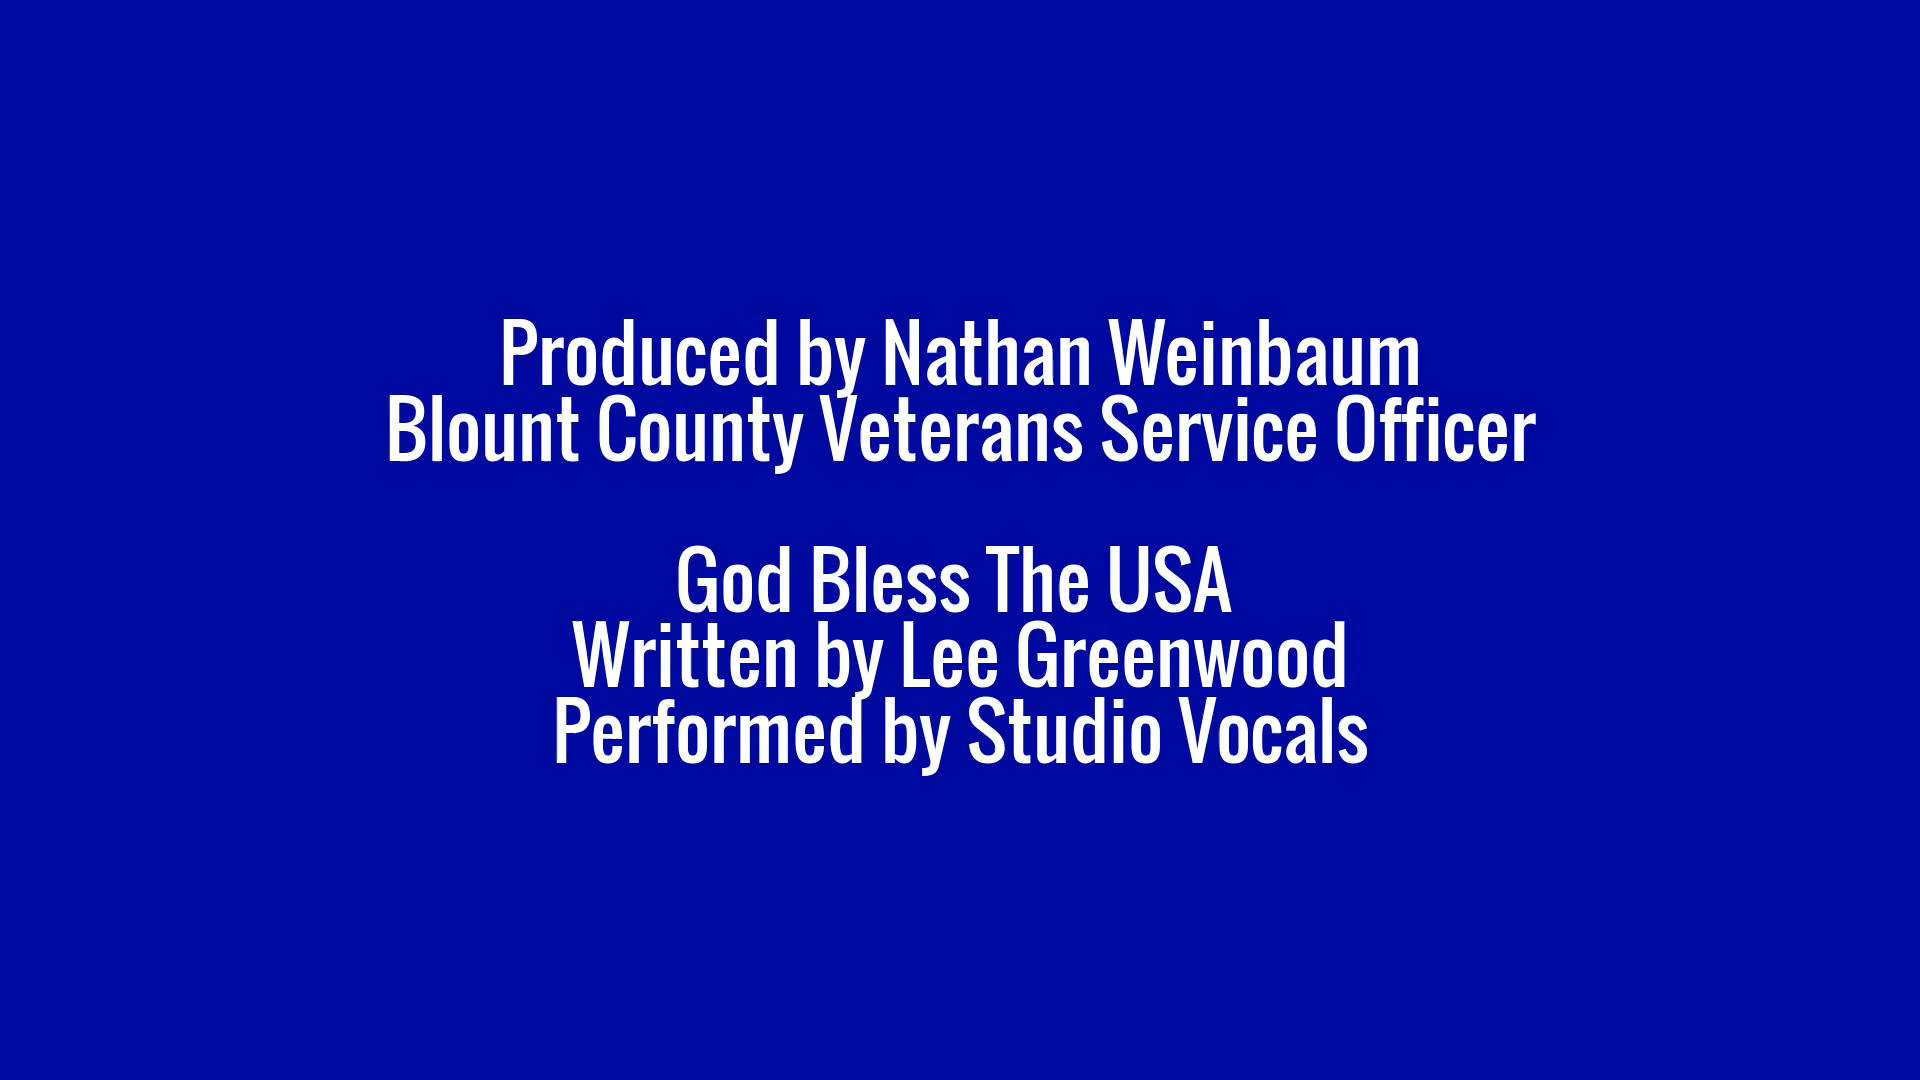 Produced by Nathan Weinbaum
Blount County Veterans Service Officer
God Bless The USA
Written by Lee Greenwood
Performed by Studio Vocals